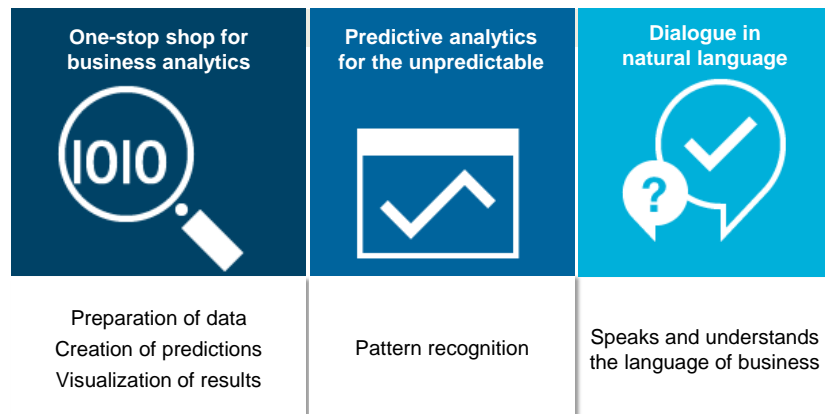 One-stop shop for
business analytics
IOIO
Preparation of data
Creation of predictions
Visualization of results
Predictive analytics
for the unpredictable
Pattern recognition
Dialogue in
natural language
?
Speaks and understands
the language of business